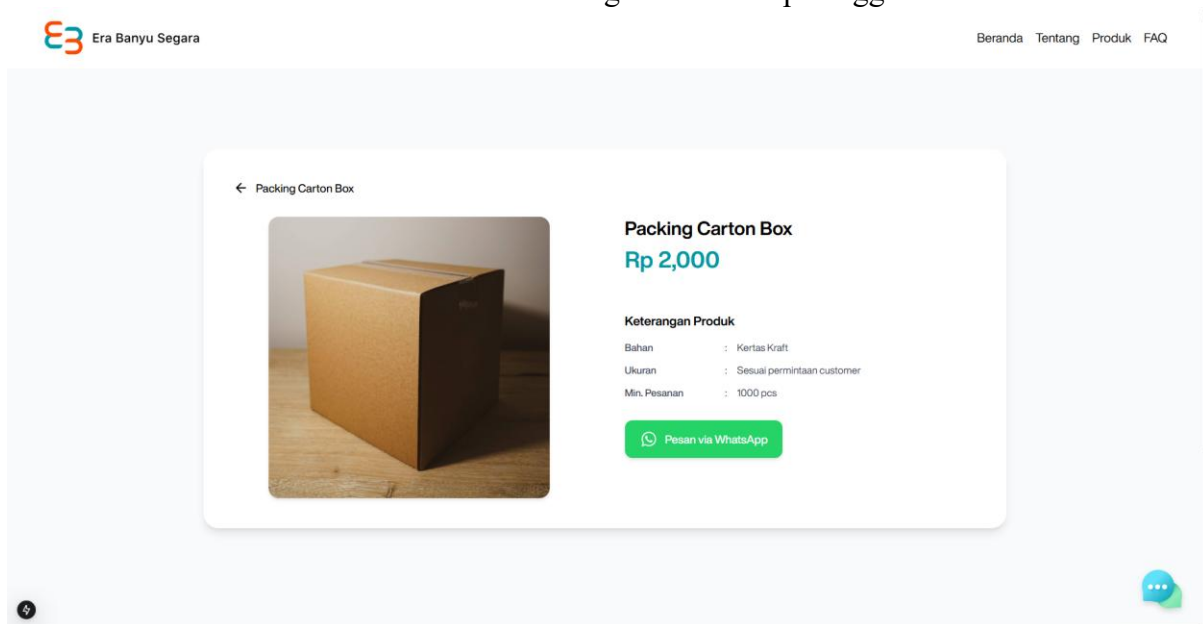 Era Banyu Segara
Beranda Tentang Produk FAQ
← Packing Carton Box
Packing Carton Box
Rp 2,000
Keterangan Produk
Bahan : Kertas Kraft
Ukuran : Sesuai permintaan customer
Min. Pesanan : 1000 pcs
Pesan via WhatsApp